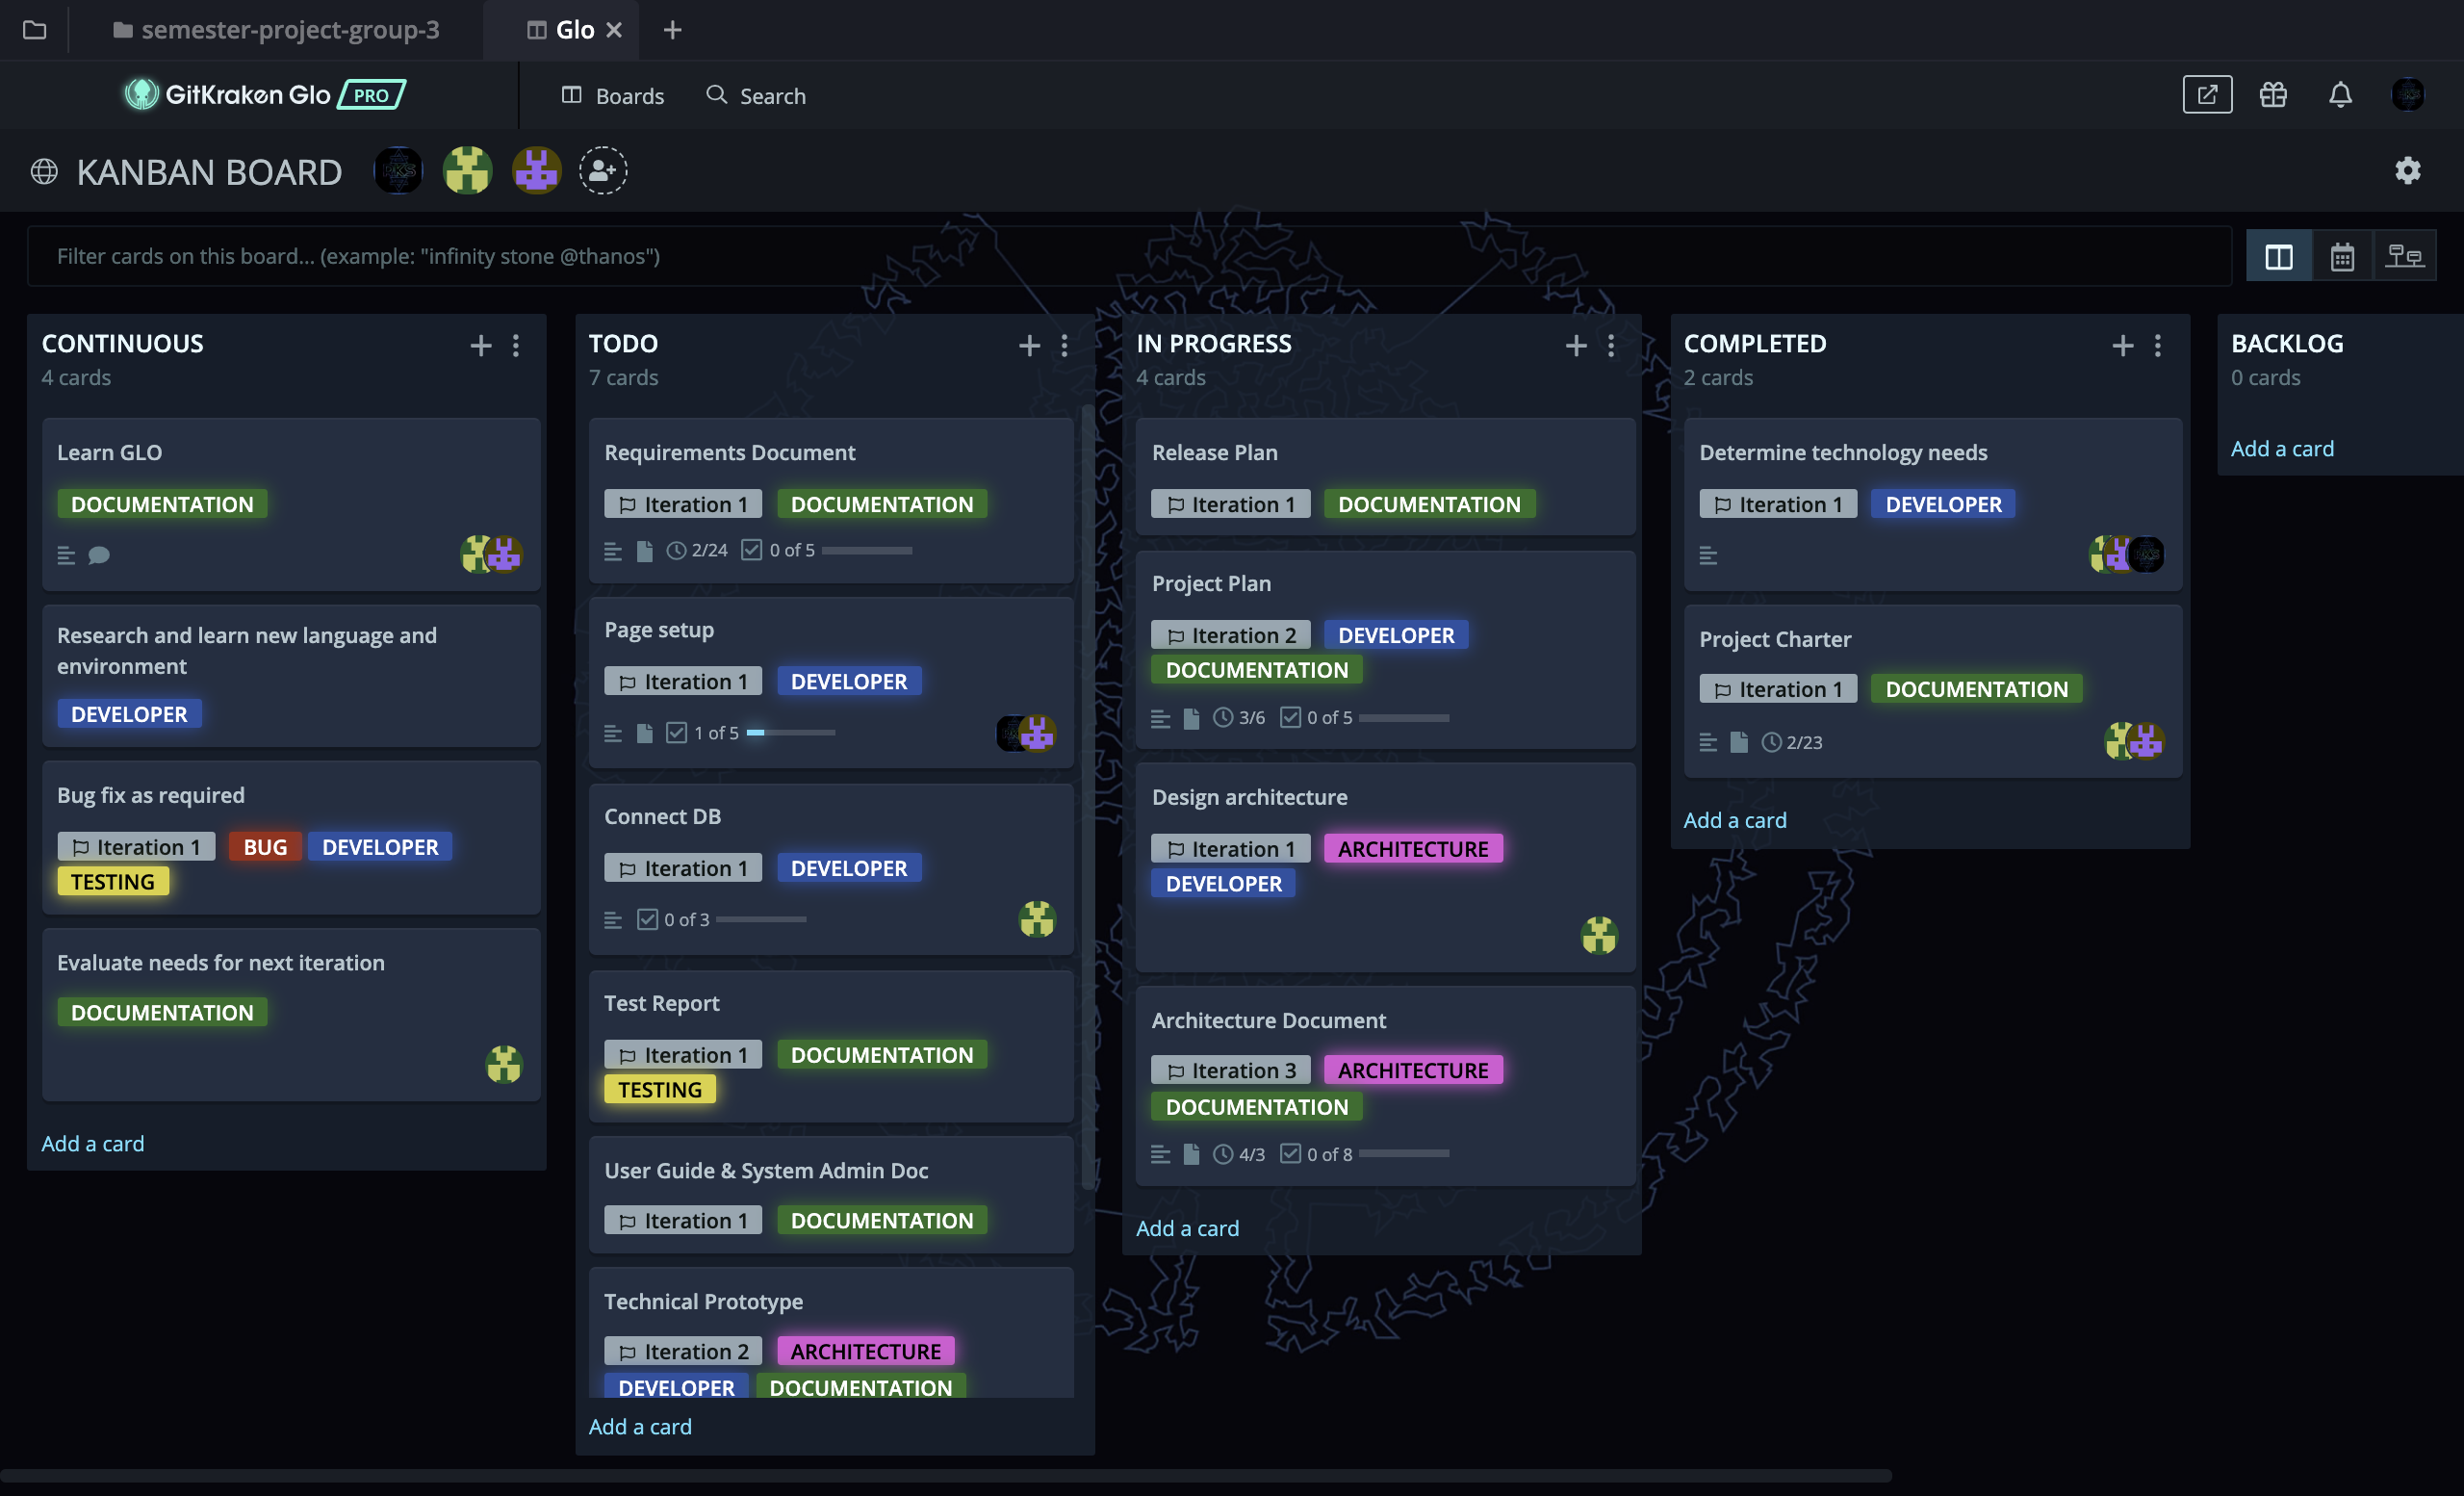 semester-project-group-3
Glo
GitKraken Glo PRO
Boards
Search
KANBAN BOARD
Filter cards on this board... (example: "infinity stone @thanos")
CONTINUOUS
4 cards
Learn GLO
DOCUMENTATION
Research and learn new language and
environment
DEVELOPER
Bug fix as required
Iteration 1 BUG DEVELOPER
TESTING
Evaluate needs for next iteration
DOCUMENTATION
Add a card
TODO
7 cards
Requirements Document
Iteration 1 DOCUMENTATION
2/24 0 of 5
Page setup
Iteration 1 DEVELOPER
1 of 5
Connect DB
Iteration 1 DEVELOPER
0 of 3
Test Report
Iteration 1 DOCUMENTATION
TESTING
User Guide & System Admin Doc
Iteration 1 DOCUMENTATION
Technical Prototype
Iteration 2 ARCHITECTURE
DEVELOPER DOCUMENTATION
Add a card
IN PROGRESS
4 cards
Release Plan
Iteration 1 DOCUMENTATION
Project Plan
Iteration 2 DEVELOPER
DOCUMENTATION
3/6 0 of 5
Design architecture
Iteration 1 ARCHITECTURE
DEVELOPER
Architecture Document
Iteration 3 ARCHITECTURE
DOCUMENTATION
4/3 0 of 8
Add a card
COMPLETED
2 cards
Determine technology needs
Iteration 1 DEVELOPER
Project Charter
Iteration 1 DOCUMENTATION
2/23
Add a card
BACKLOG
0 cards
Add a card